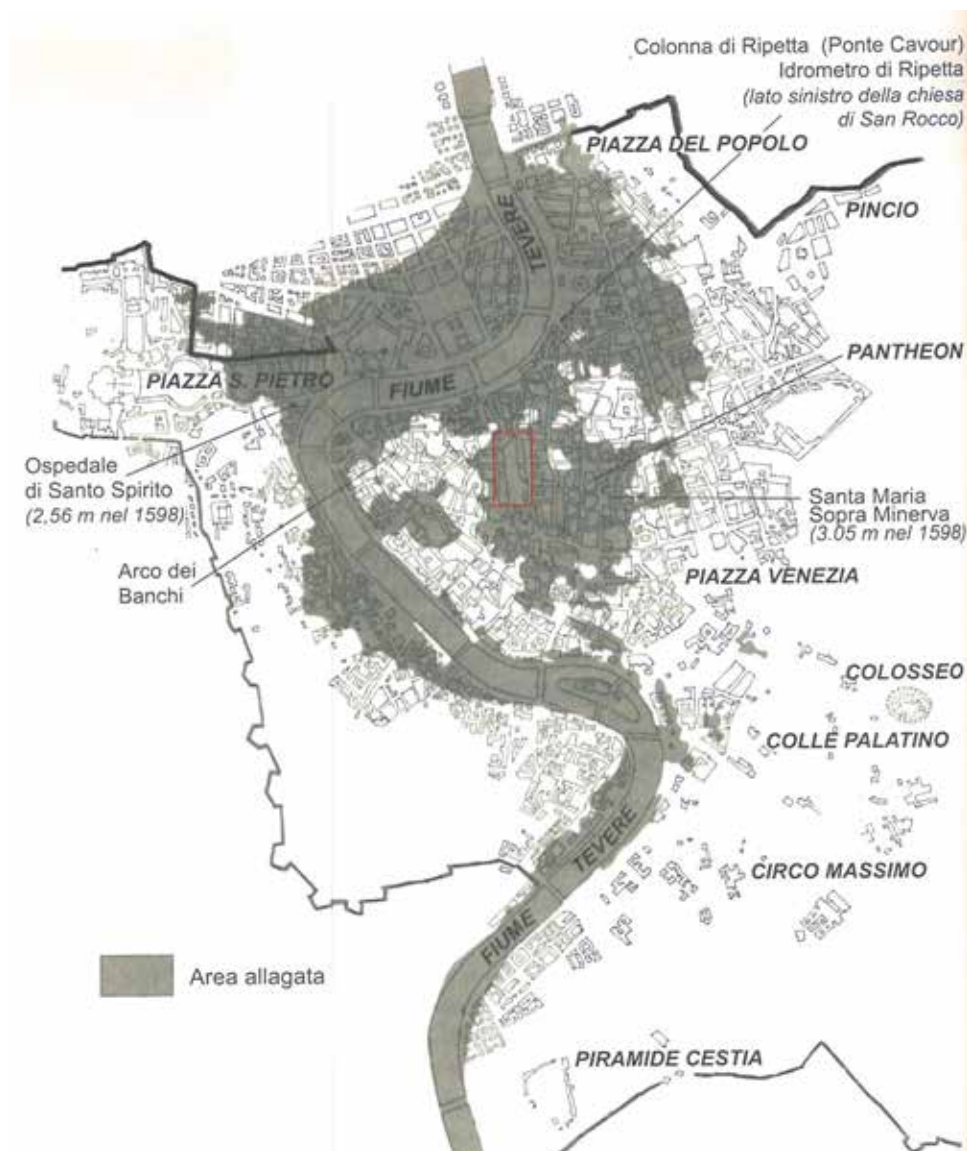 Colonna di Ripetta (Ponte Cavour)
Idrometro di Ripetta
(lato sinistro della chiesa
di San Rocco)
PIAZZA DEL POPOLO
PINCIO
TEVERE
PANTHEON
PIAZZA S. PIETRO
FIUME
Ospedale
di Santo Spirito
(2,56 m nel 1598)
Santa Maria
Sopra Minerva
(3.05 m nel 1598)
Arco dei
Banchi
PIAZZA VENEZIA
COLOSSEO
COLLE PALATINO
TEVERE
CIRCO MASSIMO
FIUME
Area allagata
PIRAMIDE CESTIA